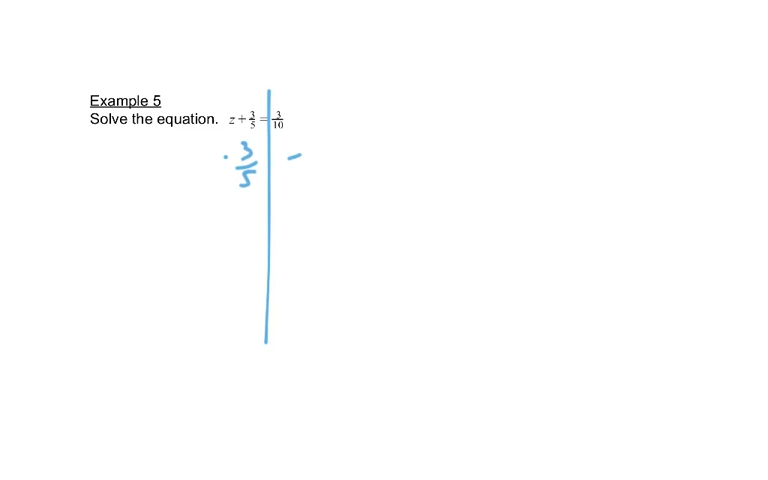 Example 5
Solve the equation. z + 3/5 = 3/10
· 3/5 −